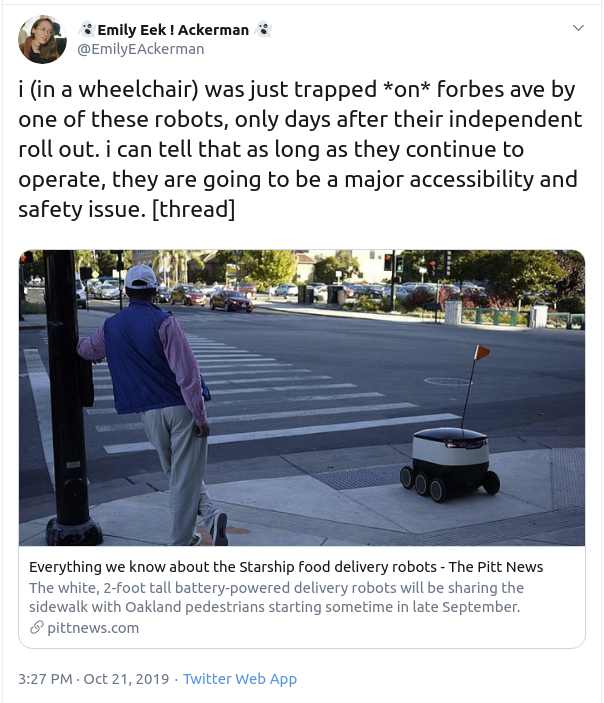 Emily Eek ! Ackerman
@EmilyEAckerman
i (in a wheelchair) was just trapped *on* forbes ave by
one of these robots, only days after their independent
roll out. i can tell that as long as they continue to
operate, they are going to be a major accessibility and
safety issue. [thread]
Everything we know about the Starship food delivery robots - The Pitt News
The white, 2-foot tall battery-powered delivery robots will be sharing the
sidewalk with Oakland pedestrians starting sometime in late September.
pittnews.com
3:27 PM · Oct 21, 2019 · Twitter Web App